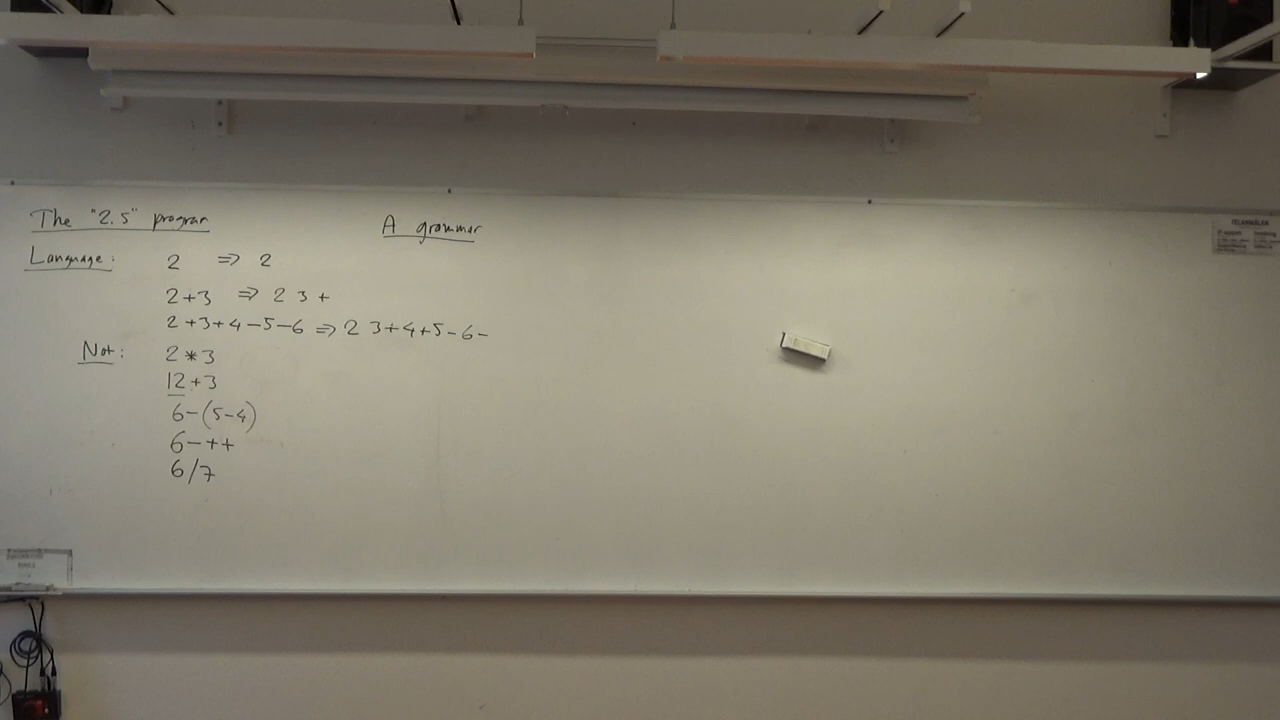 The "2.5" program
A grammar
Language: 2 => 2
2+3 => 2 3 +
2+3+4-5-6 => 2 3+4+5-6-
Not: 2*3
12+3
6-(5-4)
6-++
6/7
FELANMÄLAN